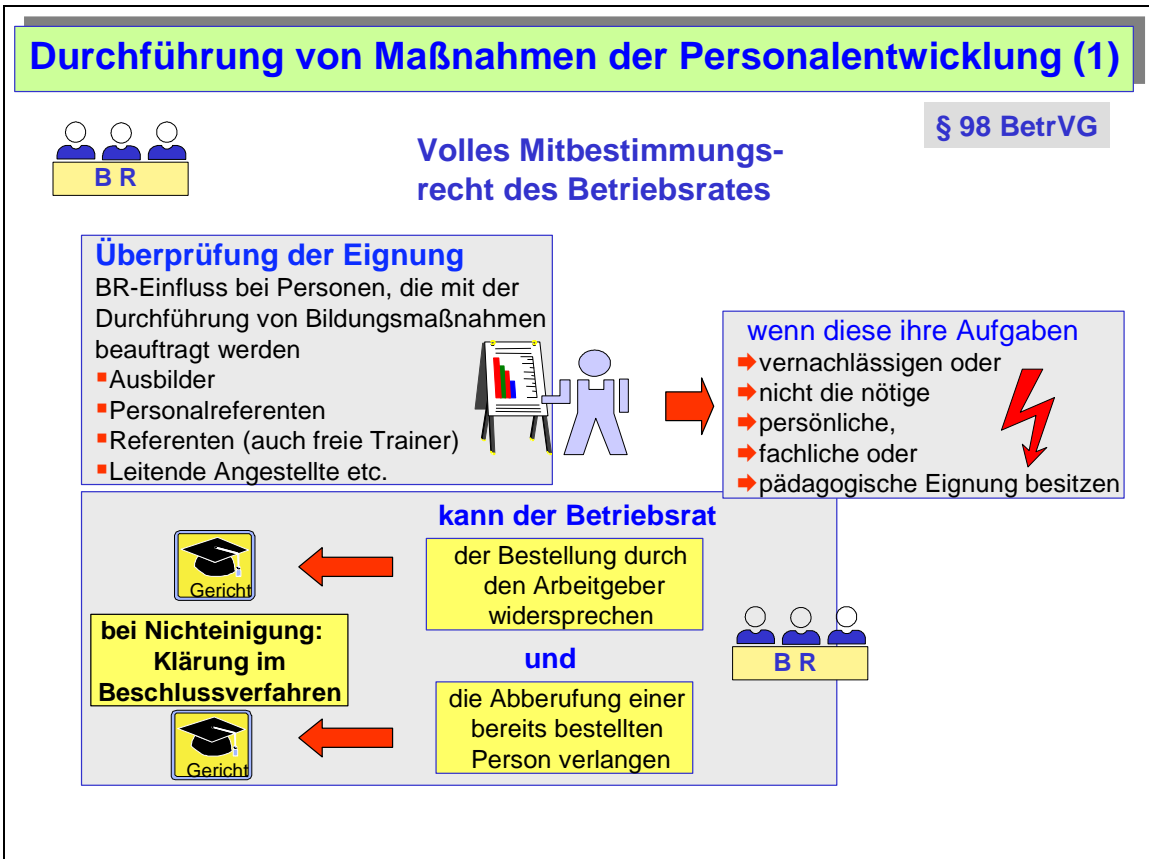 Durchführung von Maßnahmen der Personalentwicklung (1)
§ 98 BetrVG
B R
Volles Mitbestimmungs-
recht des Betriebsrates
Überprüfung der Eignung
BR-Einfluss bei Personen, die mit der
Durchführung von Bildungsmaßnahmen
beauftragt werden
Ausbilder
Personalreferenten
Referenten (auch freie Trainer)
Leitende Angestellte etc.
wenn diese ihre Aufgaben
vernachlässigen oder
nicht die nötige
persönliche,
fachliche oder
pädagogische Eignung besitzen
kann der Betriebsrat
der Bestellung durch
den Arbeitgeber
widersprechen
Gericht
bei Nichteinigung:
Klärung im
Beschlussverfahren
und
B R
die Abberufung einer
bereits bestellten
Person verlangen
Gericht